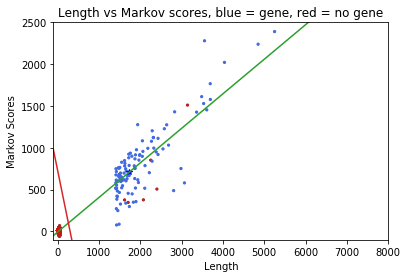 Length vs Markov scores, blue = gene, red = no gene
2500
2000
1500
1000
500
0
Markov Scores
0 1000 2000 3000 4000 5000 6000 7000 8000
Length